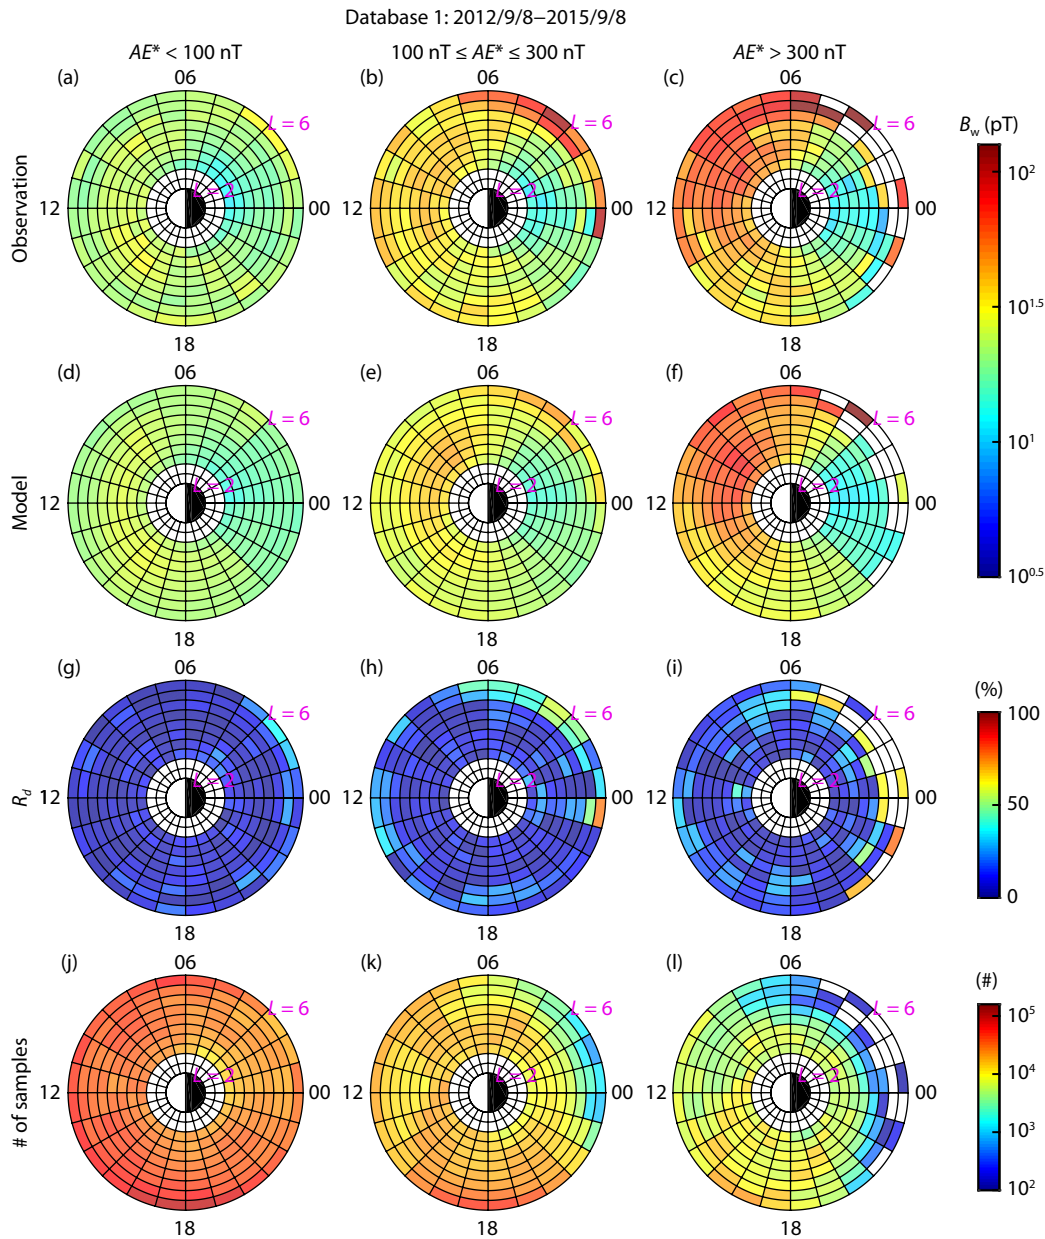 Database 1: 2012/9/8–2015/9/8
AE* < 100 nT
100 nT ≤ AE* ≤ 300 nT
AE* > 300 nT
(a) 06
(b) 06
(c) 06
L = 6
L = 6
L = 6
B_w (pT)
10^2
Observation
12 L = 2 00
12 L = 2 00
12 L = 2 00
10^1.5
18
18
18
(d) 06
(e) 06
(f) 06
L = 6
L = 6
L = 6
10^1
Model
12 L = 2 00
12 L = 2 00
12 L = 2 00
10^0.5
18
18
18
(g) 06
(h) 06
(i) 06
(%)
L = 6
L = 6
L = 6
100
R_d
12 L = 2 00
12 L = 2 00
12 L = 2 00
50
0
18
18
18
(j) 06
(k) 06
(l) 06
(#)
L = 6
L = 6
L = 6
10^5
# of samples
12 L = 2 00
12 L = 2 00
12 L = 2 00
10^4
10^3
10^2
18
18
18